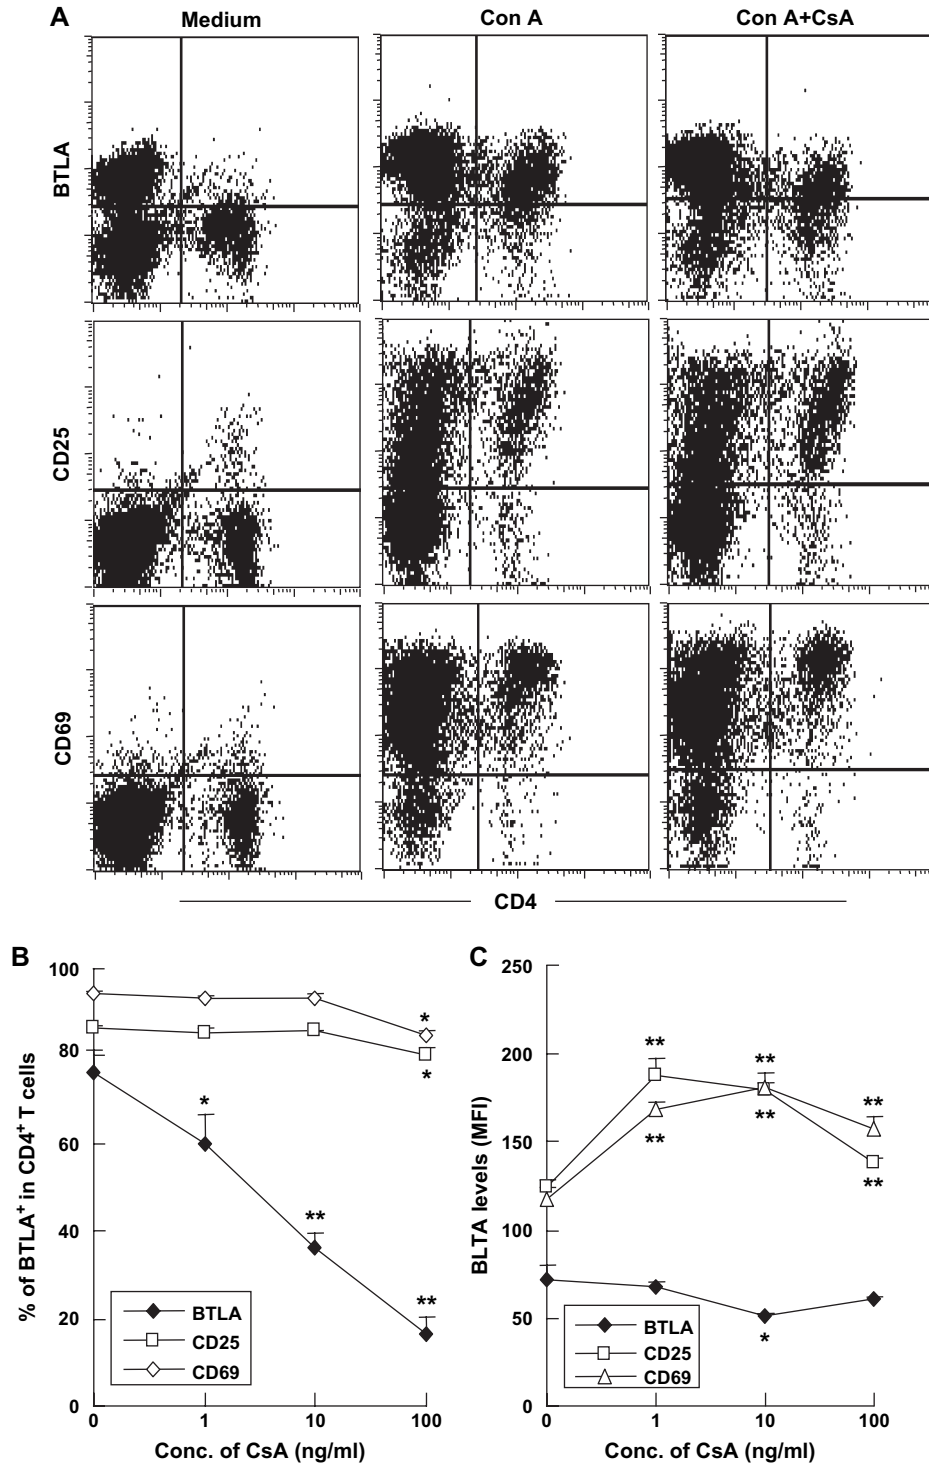 A
Medium
Con A
Con A+CsA
BTLA
CD25
CD69
CD4
B
100
80
60
40
20
0
% of BTLA⁺ in CD4⁺ T cells
*
*
*
**
**
BTLA
CD25
CD69
0 1 10 100
Conc. of CsA (ng/ml)
C
250
200
150
100
50
0
BLTA levels (MFI)
**
**
**
**
**
**
*
BTLA
CD25
CD69
0 1 10 100
Conc. of CsA (ng/ml)